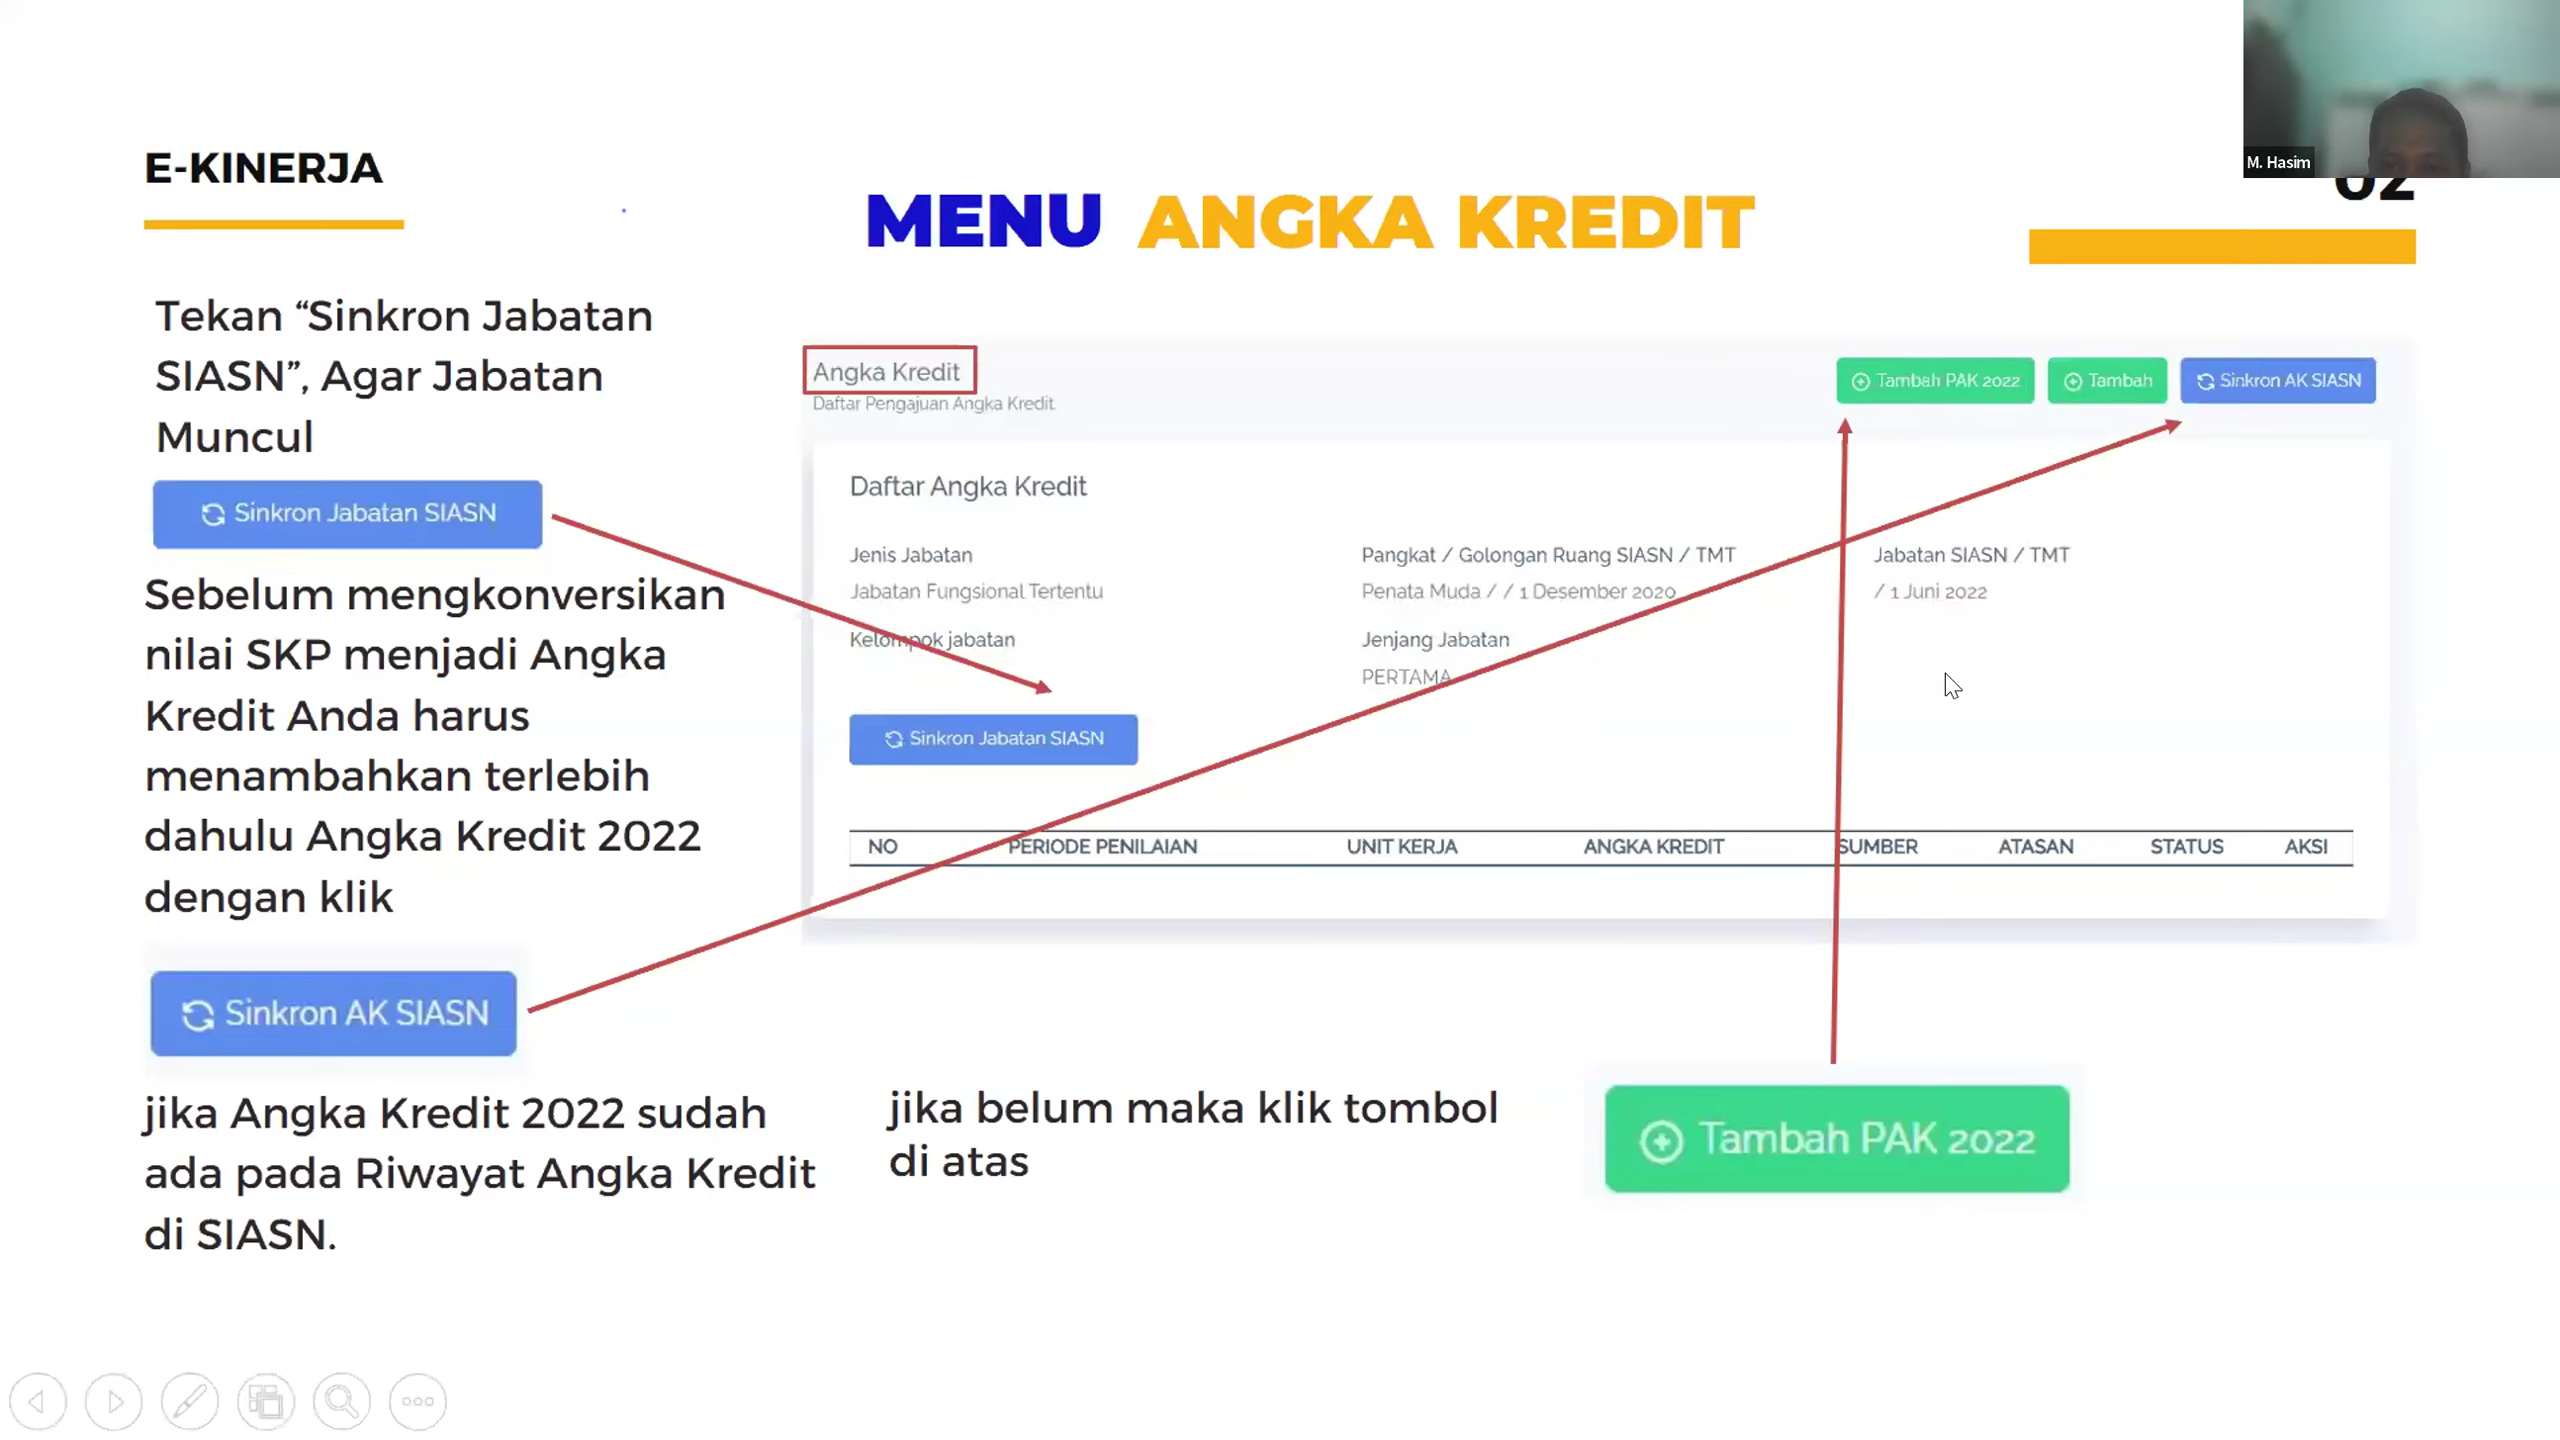 M. Hasim
E-KINERJA
02
MENU ANGKA KREDIT
Tekan “Sinkron Jabatan
SIASN”, Agar Jabatan
Muncul
Sinkron Jabatan SIASN
Sebelum mengkonversikan
nilai SKP menjadi Angka
Kredit Anda harus
menambahkan terlebih
dahulu Angka Kredit 2022
dengan klik
Sinkron AK SIASN
jika Angka Kredit 2022 sudah
ada pada Riwayat Angka Kredit
di SIASN.
Angka Kredit
Daftar Pengajuan Angka Kredit.
Tambah PAK 2022 Tambah Sinkron AK SIASN
Daftar Angka Kredit
Jenis Jabatan Pangkat / Golongan Ruang SIASN / TMT Jabatan SIASN / TMT
Jabatan Fungsional Tertentu Penata Muda / / 1 Desember 2020 / 1 Juni 2022
Kelompok jabatan Jenjang Jabatan
PERTAMA
Sinkron Jabatan SIASN
NO PERIODE PENILAIAN UNIT KERJA ANGKA KREDIT SUMBER ATASAN STATUS AKSI
jika belum maka klik tombol
di atas
Tambah PAK 2022